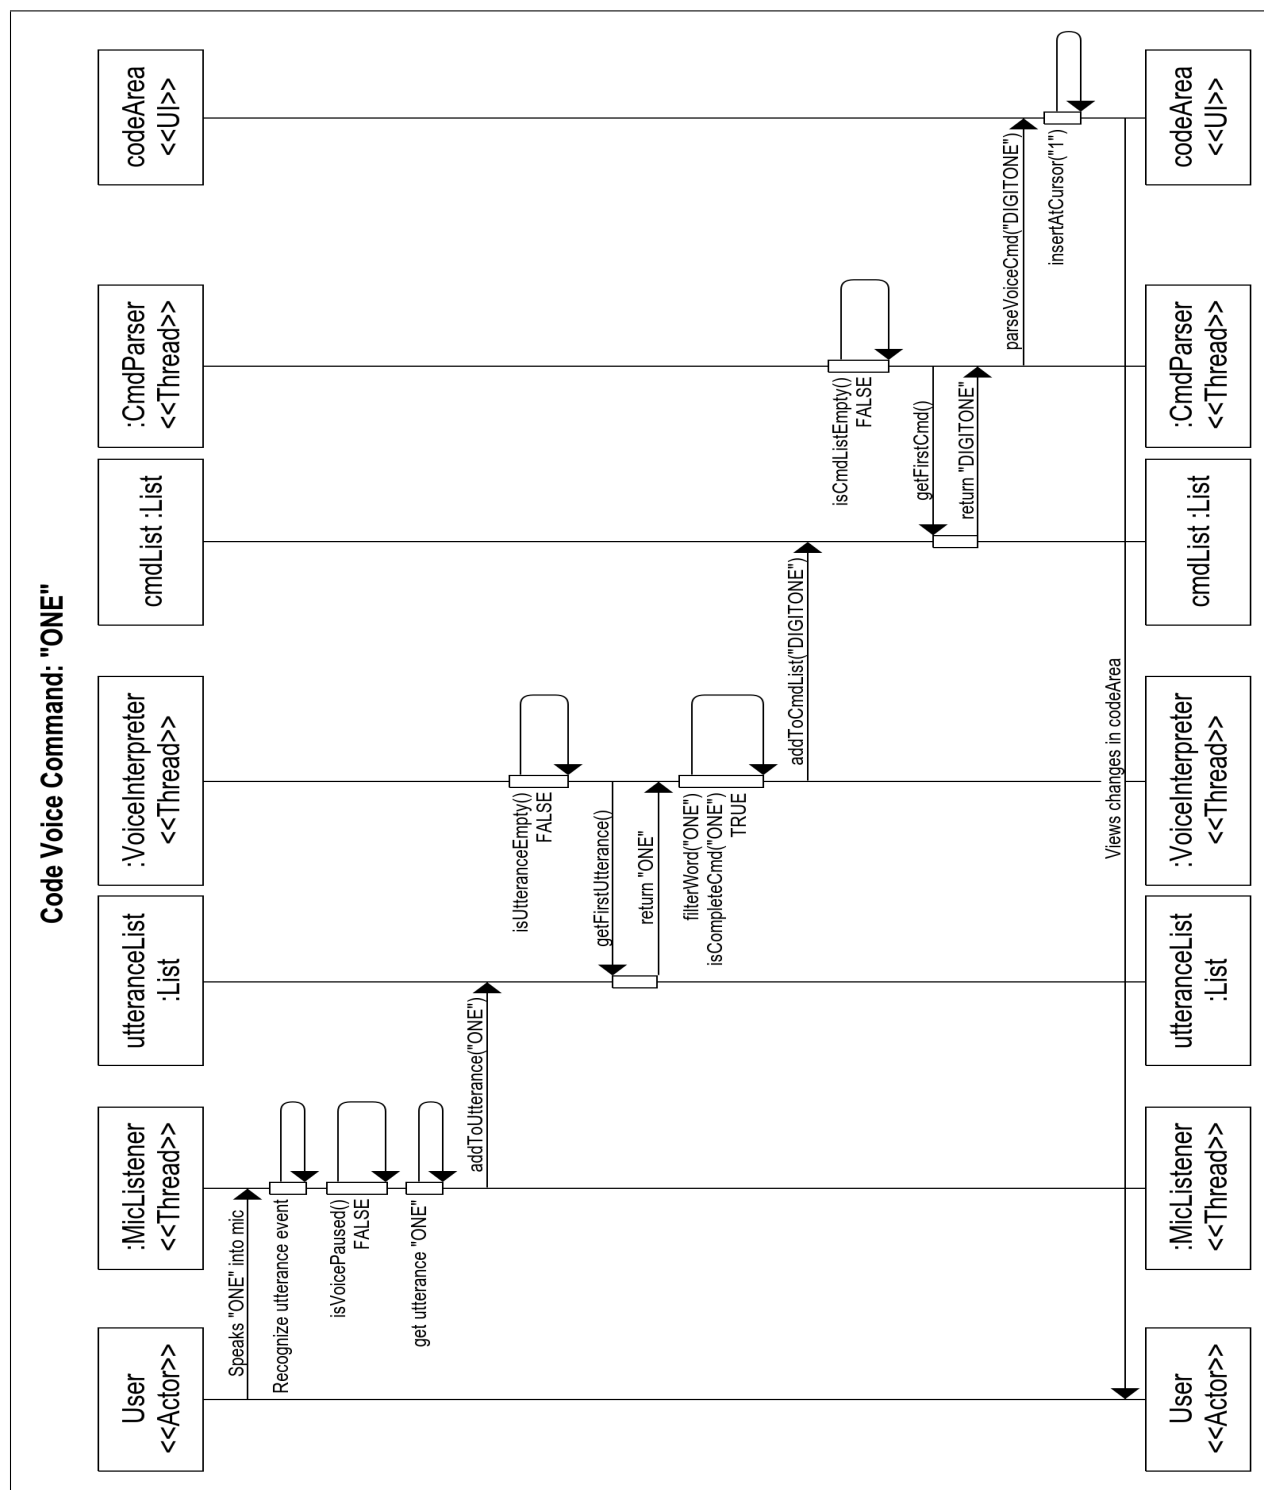 Code Voice Command: "ONE"
User
<<Actor>>
:MicListener
<<Thread>>
utteranceList
:List
:VoiceInterpreter
<<Thread>>
cmdList :List
:CmdParser
<<Thread>>
codeArea
<<UI>>
Speaks "ONE" into mic
Recognize utterance event
isVoicePaused()
FALSE
get utterance "ONE"
addToUtterance("ONE")
isUtteranceEmpty()
FALSE
getFirstUtterance()
return "ONE"
filterWord("ONE")
isCompleteCmd("ONE")
TRUE
addToCmdList("DIGITONE")
isCmdListEmpty()
FALSE
getFirstCmd()
return "DIGITONE"
parseVoiceCmd("DIGITONE")
insertAtCursor("1")
Views changes in codeArea
User
<<Actor>>
:MicListener
<<Thread>>
utteranceList
:List
:VoiceInterpreter
<<Thread>>
cmdList :List
:CmdParser
<<Thread>>
codeArea
<<UI>>